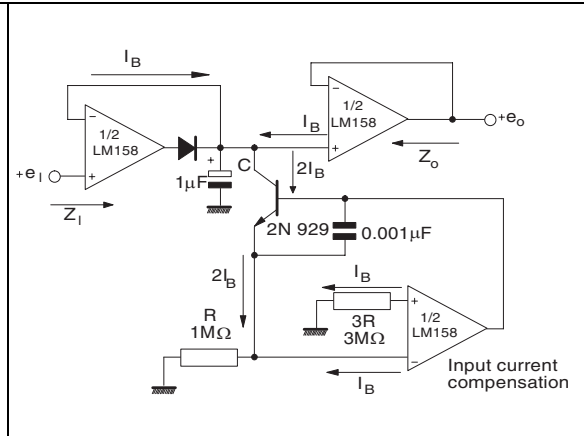 I_B
1/2
LM158
+e_I
Z_I
+
1μF
C
I_B
2I_B
1/2
LM158
+e_o
Z_o
2N 929
0.001μF
2I_B
R
1MΩ
I_B
3R
3MΩ
1/2
LM158
I_B
Input current
compensation